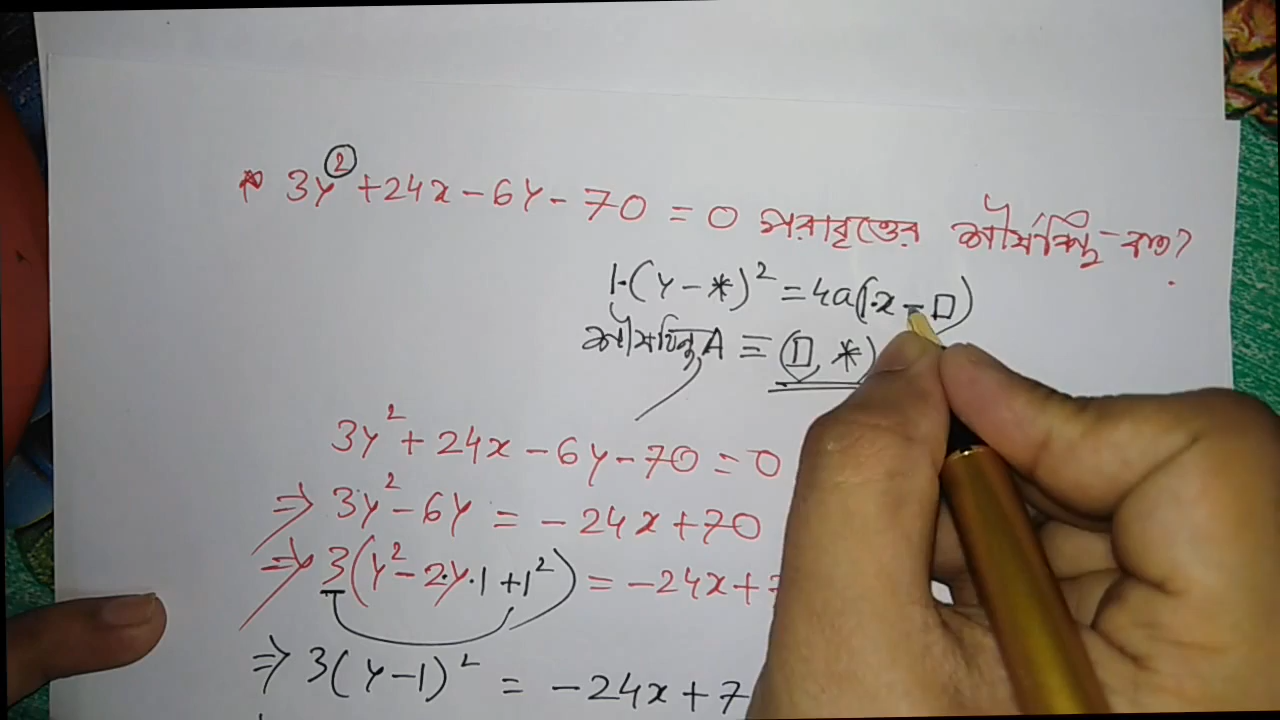 * 3y² + 24x - 6y - 70 = 0 পরাবৃত্তের শীর্ষবিন্দু কত?
1·(y - *)² = 4a(1·x - □)
শীর্ষবিন্দু A ≡ (□, *)
3y² + 24x - 6y - 70 = 0
⇒ 3y² - 6y = -24x + 70
⇒ 3(y² - 2·y·1 + 1²) = -24x + 7
⇒ 3(y - 1)² = -24x + 7